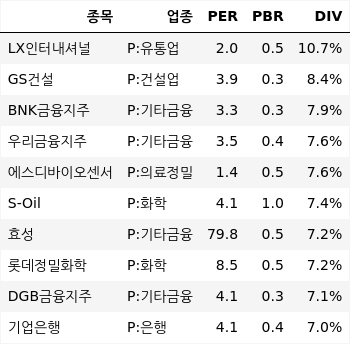 종목 업종 PER PBR DIV
LX인터내셔널 P:유통업 2.0 0.5 10.7%
GS건설 P:건설업 3.9 0.3 8.4%
BNK금융지주 P:기타금융 3.3 0.3 7.9%
우리금융지주 P:기타금융 3.5 0.4 7.6%
에스디바이오센서 P:의료정밀 1.4 0.5 7.6%
S-Oil P:화학 4.1 1.0 7.4%
효성 P:기타금융 79.8 0.5 7.2%
롯데정밀화학 P:화학 8.5 0.5 7.2%
DGB금융지주 P:기타금융 4.1 0.3 7.1%
기업은행 P:은행 4.1 0.4 7.0%